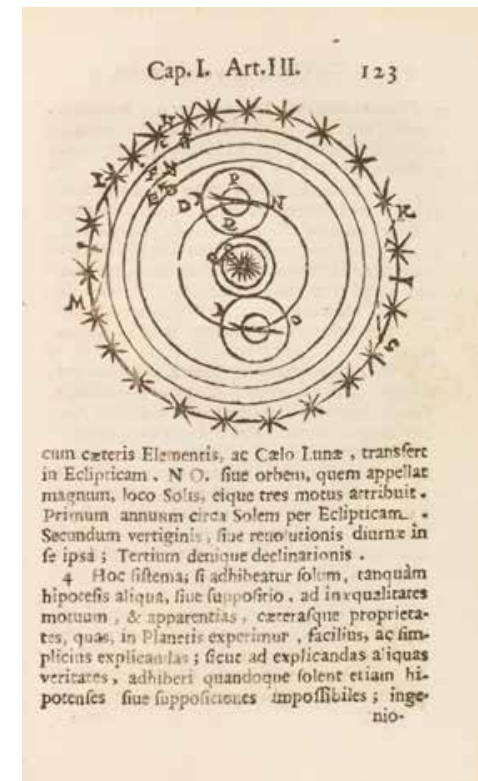 Cap. I. Art. III. 123
cum cæteris Elementis, ac Cælo Lunæ, transfert
in Eclipticam. N O. siue orbem, quem appellat
magnum, loco Solis, eique tres motus attribuit.
Primum annuum circa Solem per Eclipticam.
Secundum vertiginis, siue reuolutionis diurnæ in
se ipsa; Tertium denique declinationis.
4 Hoc sistema; si adhibeatur solum, tanquàm
hipotesis aliqua, siue suppositio, ad inæqualitates
motuum, & apparentias, cæterasque proprieta-
tes, quas, in Planetis experimur, facilius, ac sim-
plicius explicandas; sicut ad explicandas aliquas
veritates, adhiberi quandoque solent etiam hi-
potenses siue suppositiones impossibiles; inge-
nio-